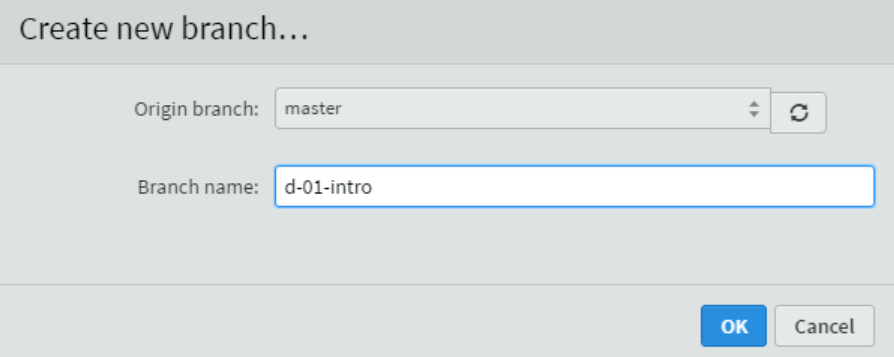 Create new branch…
Origin branch: master
Branch name: d-01-intro
OK Cancel